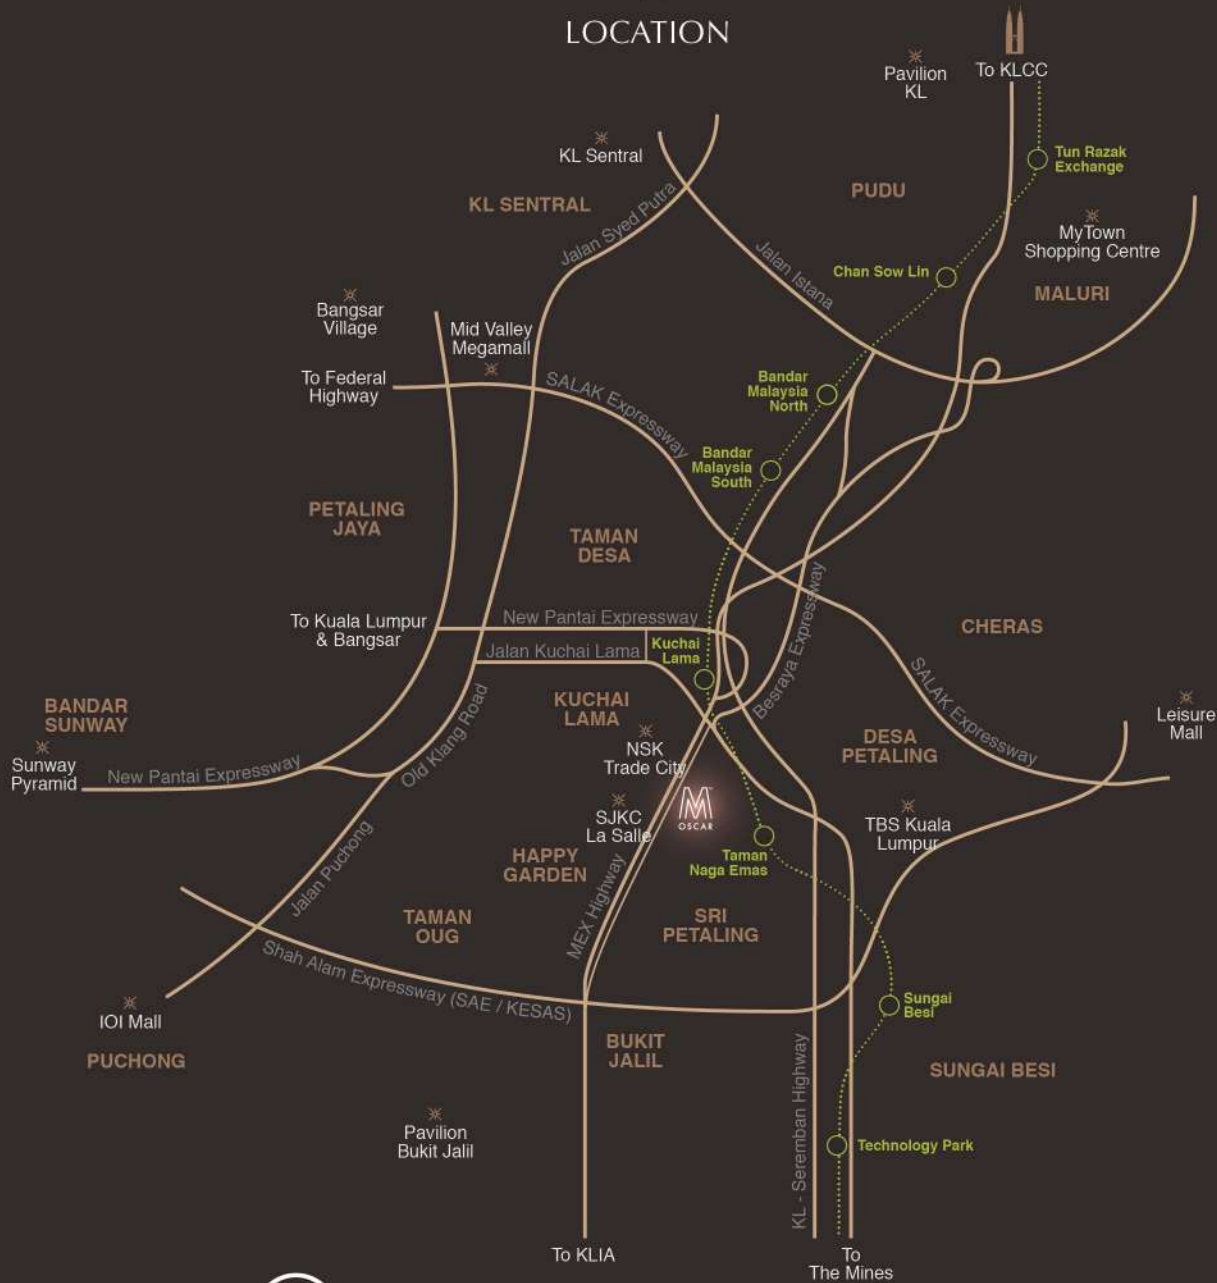 LOCATION
Pavilion
KL
To KLCC
KL Sentral
Tun Razak
Exchange
PUDU
KL SENTRAL
Jalan Syed Putra
MyTown
Shopping Centre
Jalan Istana
Chan Sow Lin
MALURI
Bangsar
Village
Mid Valley
Megamall
To Federal
Highway
SALAK Expressway
Bandar
Malaysia
North
Bandar
Malaysia
South
PETALING
JAYA
TAMAN
DESA
To Kuala Lumpur
& Bangsar
New Pantai Expressway
Jalan Kuchai Lama
Kuchai
Lama
Besraya Expressway
CHERAS
SALAK Expressway
BANDAR
SUNWAY
Sunway
Pyramid
New Pantai Expressway
Old Klang Road
KUCHAI
LAMA
NSK
Trade City
DESA
PETALING
Leisure
Mall
M
OSCAR
SJKC
La Salle
TBS Kuala
Lumpur
Taman
Naga Emas
Jalan Puchong
HAPPY
GARDEN
MEX Highway
TAMAN
OUG
SRI
PETALING
Shah Alam Expressway (SAE / KESAS)
Sungai
Besi
IOI Mall
PUCHONG
BUKIT
JALIL
SUNGAI BESI
Pavilion
Bukit Jalil
KL - Seremban Highway
Technology Park
To KLIA
To
The Mines